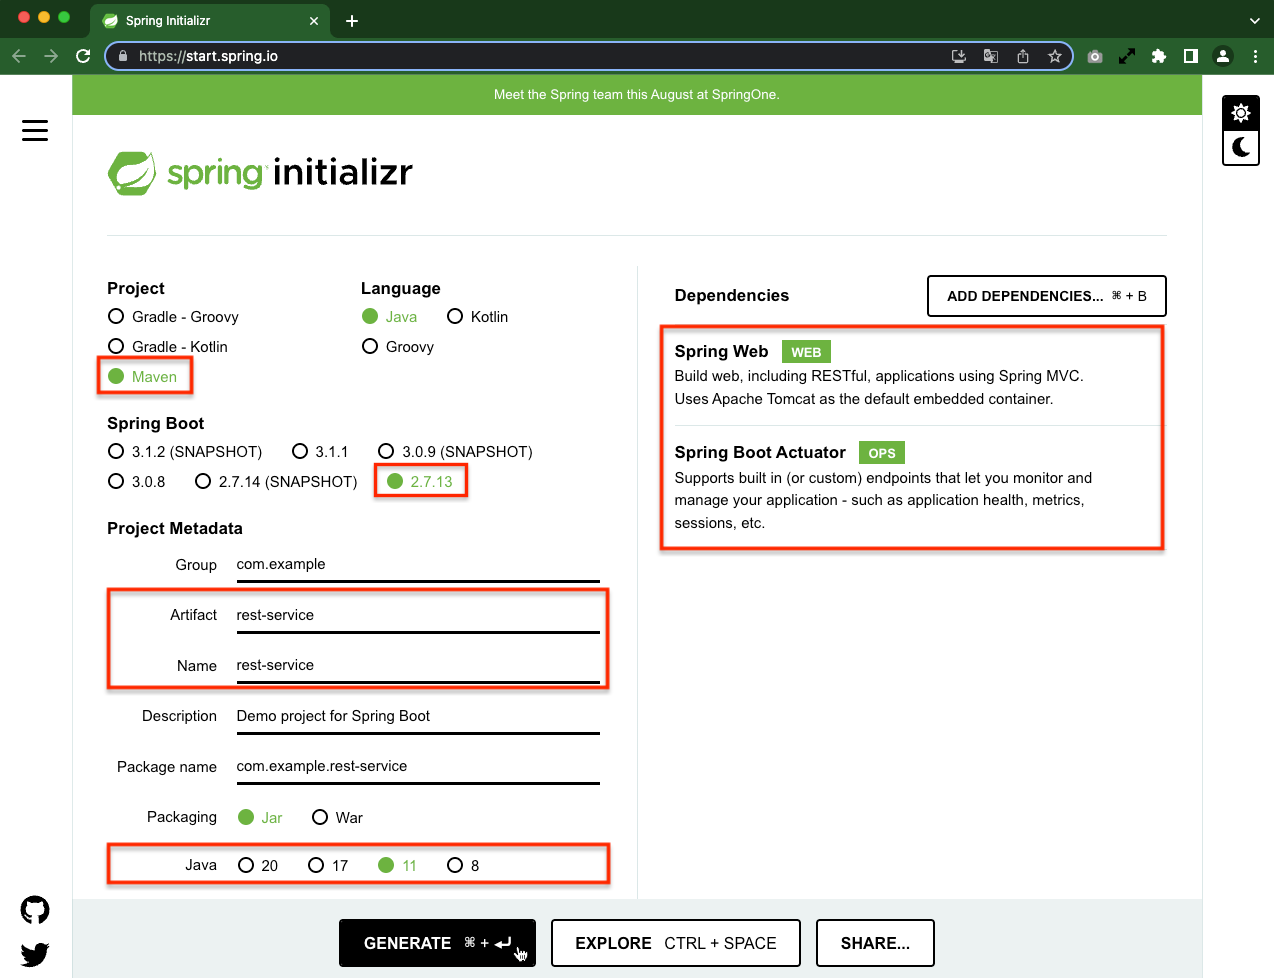 Spring Initializr
https://start.spring.io
Meet the Spring team this August at SpringOne.
spring initializr
Project
Language
Gradle - Groovy
Java
Kotlin
Gradle - Kotlin
Groovy
Maven
Spring Boot
3.1.2 (SNAPSHOT)
3.1.1
3.0.9 (SNAPSHOT)
3.0.8
2.7.14 (SNAPSHOT)
2.7.13
Project Metadata
Group com.example
Artifact rest-service
Name rest-service
Description Demo project for Spring Boot
Package name com.example.rest-service
Packaging Jar War
Java 20 17 11 8
Dependencies
ADD DEPENDENCIES... ⌘ + B
Spring Web WEB
Build web, including RESTful, applications using Spring MVC.
Uses Apache Tomcat as the default embedded container.
Spring Boot Actuator OPS
Supports built in (or custom) endpoints that let you monitor and
manage your application - such as application health, metrics,
sessions, etc.
GENERATE ⌘ + ⏎
EXPLORE CTRL + SPACE
SHARE...